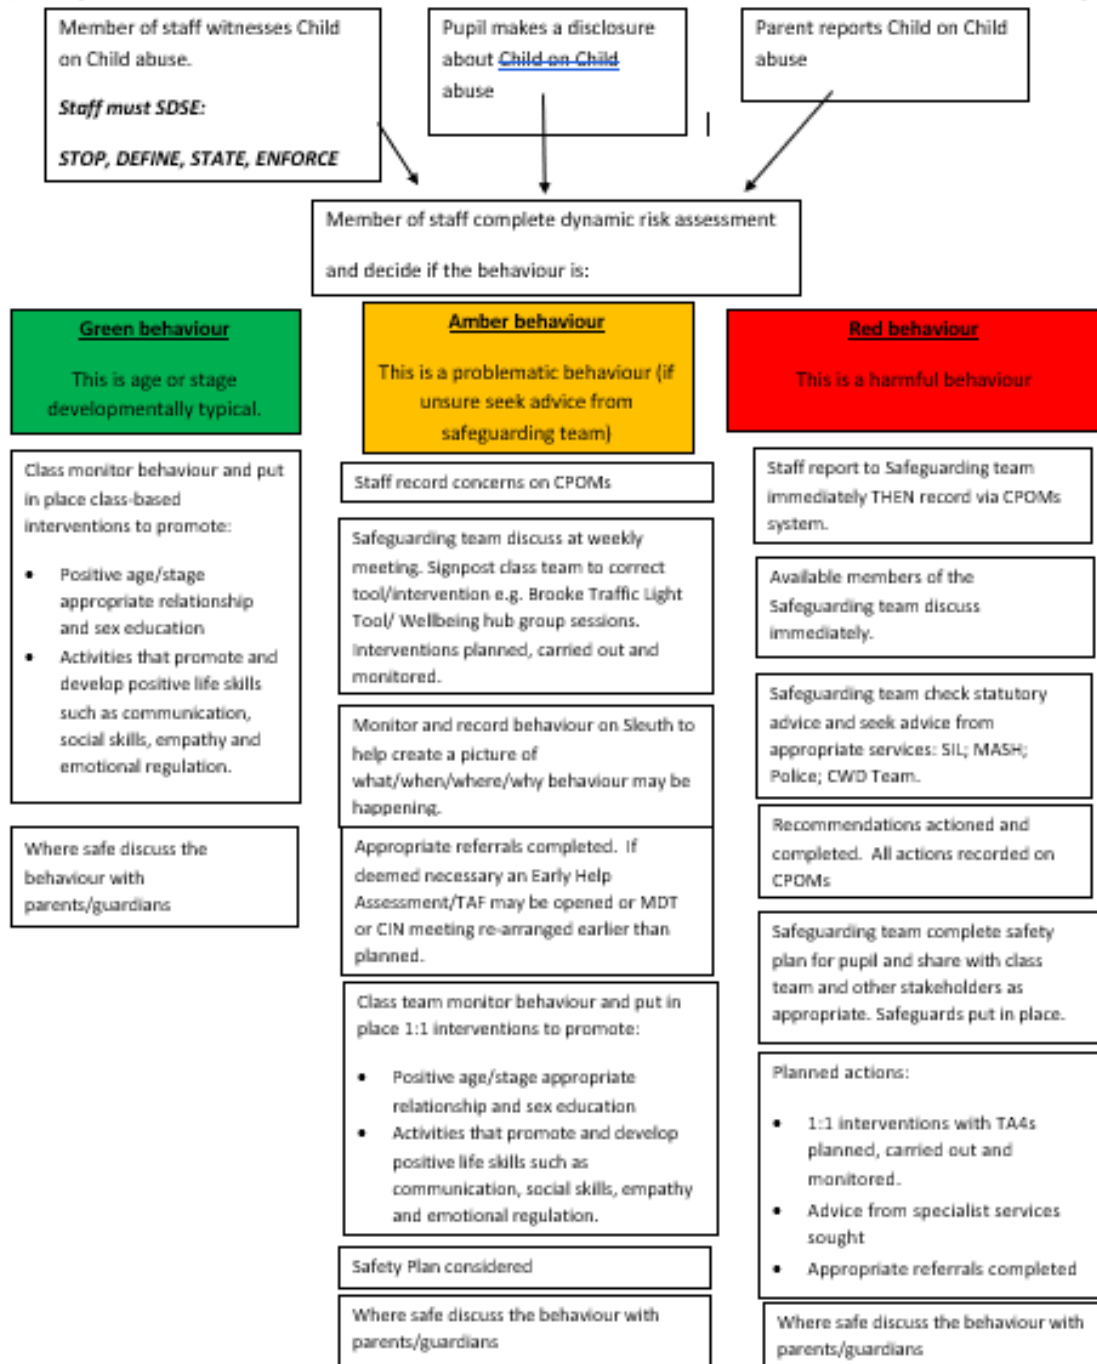 Member of staff witnesses Child
on Child abuse.
Staff must SDSE:
STOP, DEFINE, STATE, ENFORCE
Pupil makes a disclosure
about Child on Child
abuse
Parent reports Child on Child
abuse
Member of staff complete dynamic risk assessment
and decide if the behaviour is:
Green behaviour
This is age or stage
developmentally typical.
Class monitor behaviour and put
in place class-based
interventions to promote:
• Positive age/stage
appropriate relationship
and sex education
• Activities that promote and
develop positive life skills
such as communication,
social skills, empathy and
emotional regulation.
Where safe discuss the
behaviour with
parents/guardians
Amber behaviour
This is a problematic behaviour (if
unsure seek advice from
safeguarding team)
Staff record concerns on CPOMs
Safeguarding team discuss at weekly
meeting. Signpost class team to correct
tool/intervention e.g. Brooke Traffic Light
Tool/ Wellbeing hub group sessions.
Interventions planned, carried out and
monitored.
Monitor and record behaviour on Sleuth to
help create a picture of
what/when/where/why behaviour may be
happening.
Appropriate referrals completed. If
deemed necessary an Early Help
Assessment/TAF may be opened or MDT
or CIN meeting re-arranged earlier than
planned.
Class team monitor behaviour and put in
place 1:1 interventions to promote:
• Positive age/stage appropriate
relationship and sex education
• Activities that promote and develop
positive life skills such as
communication, social skills, empathy
and emotional regulation.
Safety Plan considered
Where safe discuss the behaviour with
parents/guardians
Red behaviour
This is a harmful behaviour
Staff report to Safeguarding team
immediately THEN record via CPOMs
system.
Available members of the
Safeguarding team discuss
immediately.
Safeguarding team check statutory
advice and seek advice from
appropriate services: SIL; MASH;
Police; CWD Team.
Recommendations actioned and
completed. All actions recorded on
CPOMs
Safeguarding team complete safety
plan for pupil and share with class
team and other stakeholders as
appropriate. Safeguards put in place.
Planned actions:
• 1:1 interventions with TA4s
planned, carried out and
monitored.
• Advice from specialist services
sought
• Appropriate referrals completed
Where safe discuss the behaviour with
parents/guardians